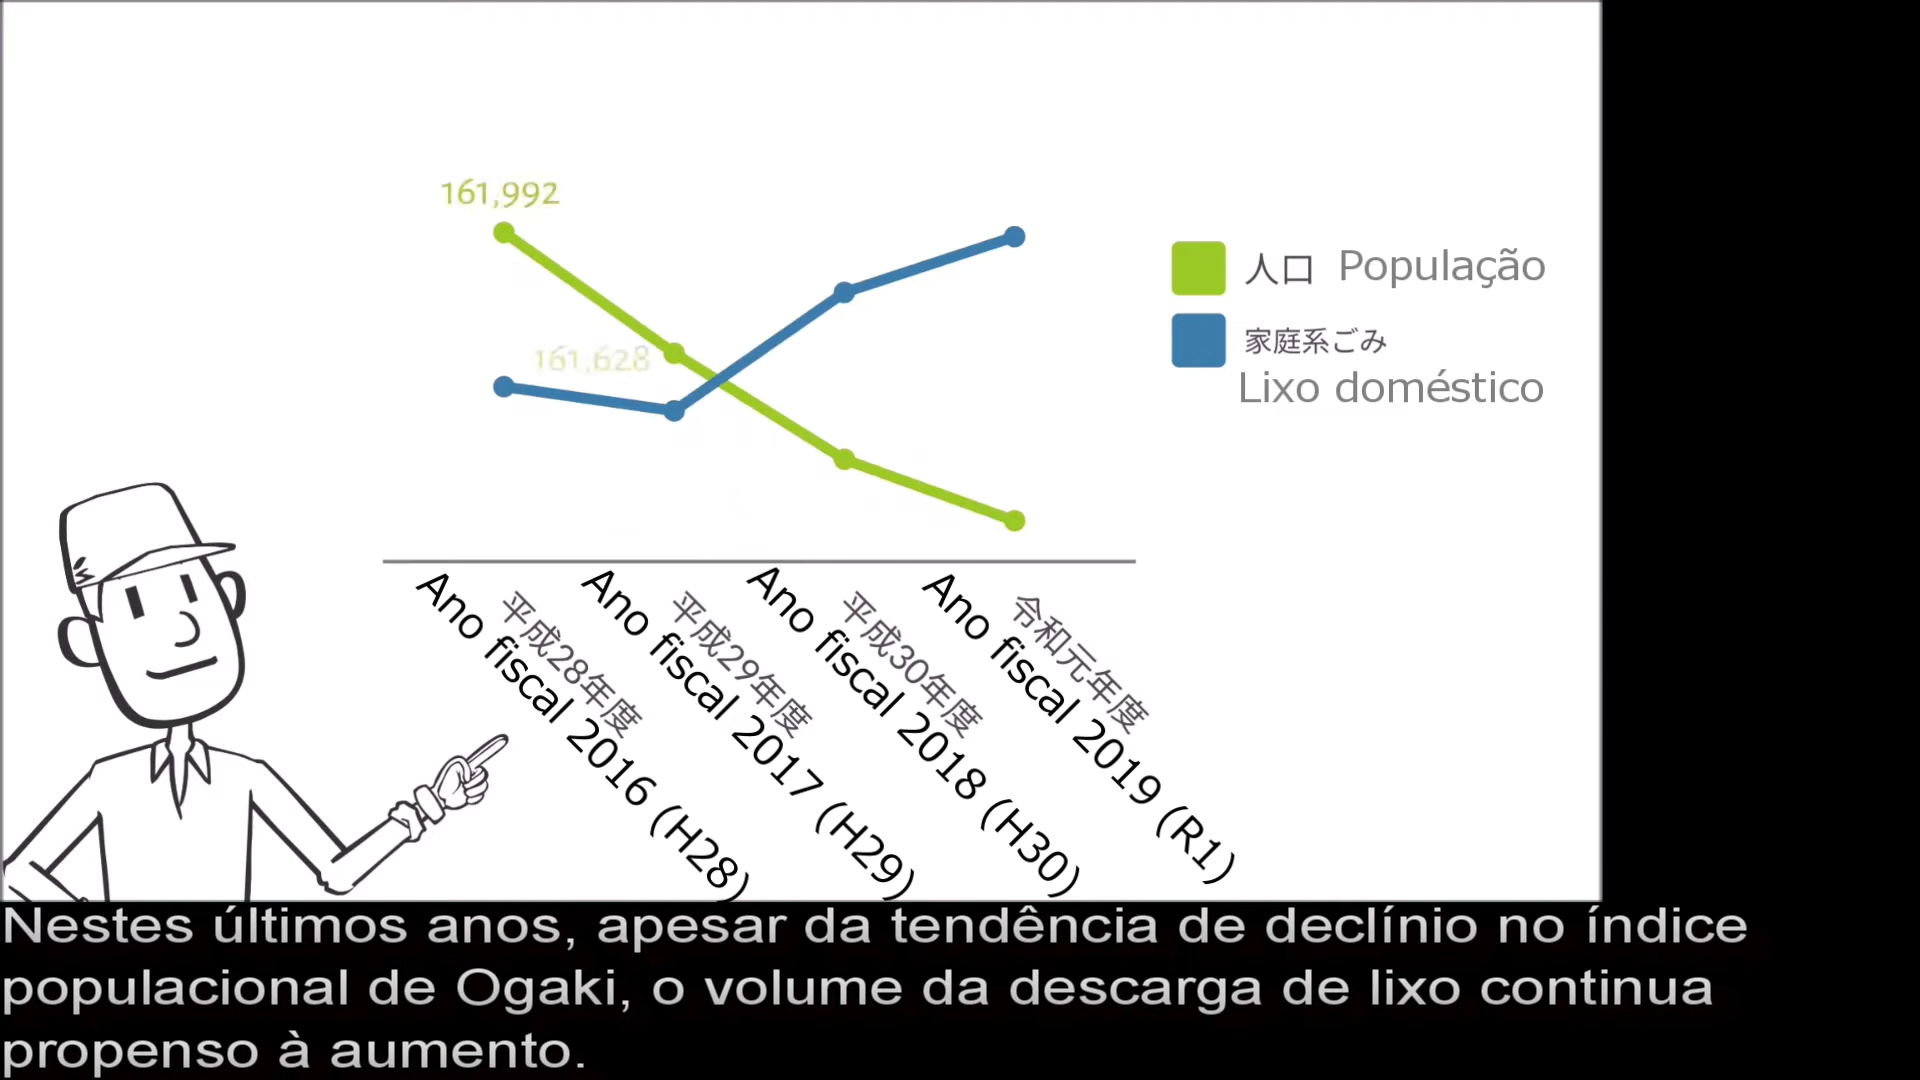 161,992
161,628
人口 População
家庭系ごみ
Lixo doméstico
平成28年度
Ano fiscal 2016 (H28)
平成29年度
Ano fiscal 2017 (H29)
平成30年度
Ano fiscal 2018 (H30)
令和元年度
Ano fiscal 2019 (R1)
Nestes últimos anos, apesar da tendência de declínio no índice
populacional de Ogaki, o volume da descarga de lixo continua
propenso à aumento.